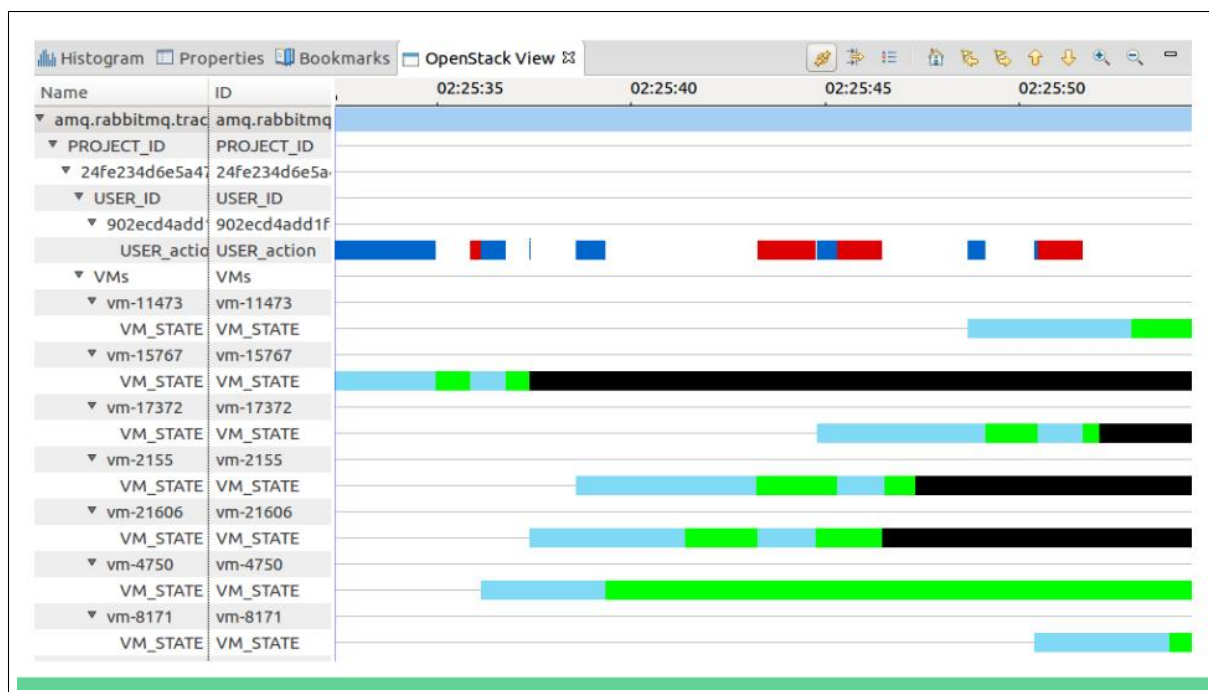 Histogram Properties Bookmarks OpenStack View
Name ID 02:25:35 02:25:40 02:25:45 02:25:50
amq.rabbitmq.trac amq.rabbitmq
PROJECT_ID PROJECT_ID
24fe234d6e5a47 24fe234d6e5a
USER_ID USER_ID
902ecd4add1 902ecd4add1f
USER_actio USER_action
VMs VMs
vm-11473 vm-11473
VM_STATE VM_STATE
vm-15767 vm-15767
VM_STATE VM_STATE
vm-17372 vm-17372
VM_STATE VM_STATE
vm-2155 vm-2155
VM_STATE VM_STATE
vm-21606 vm-21606
VM_STATE VM_STATE
vm-4750 vm-4750
VM_STATE VM_STATE
vm-8171 vm-8171
VM_STATE VM_STATE